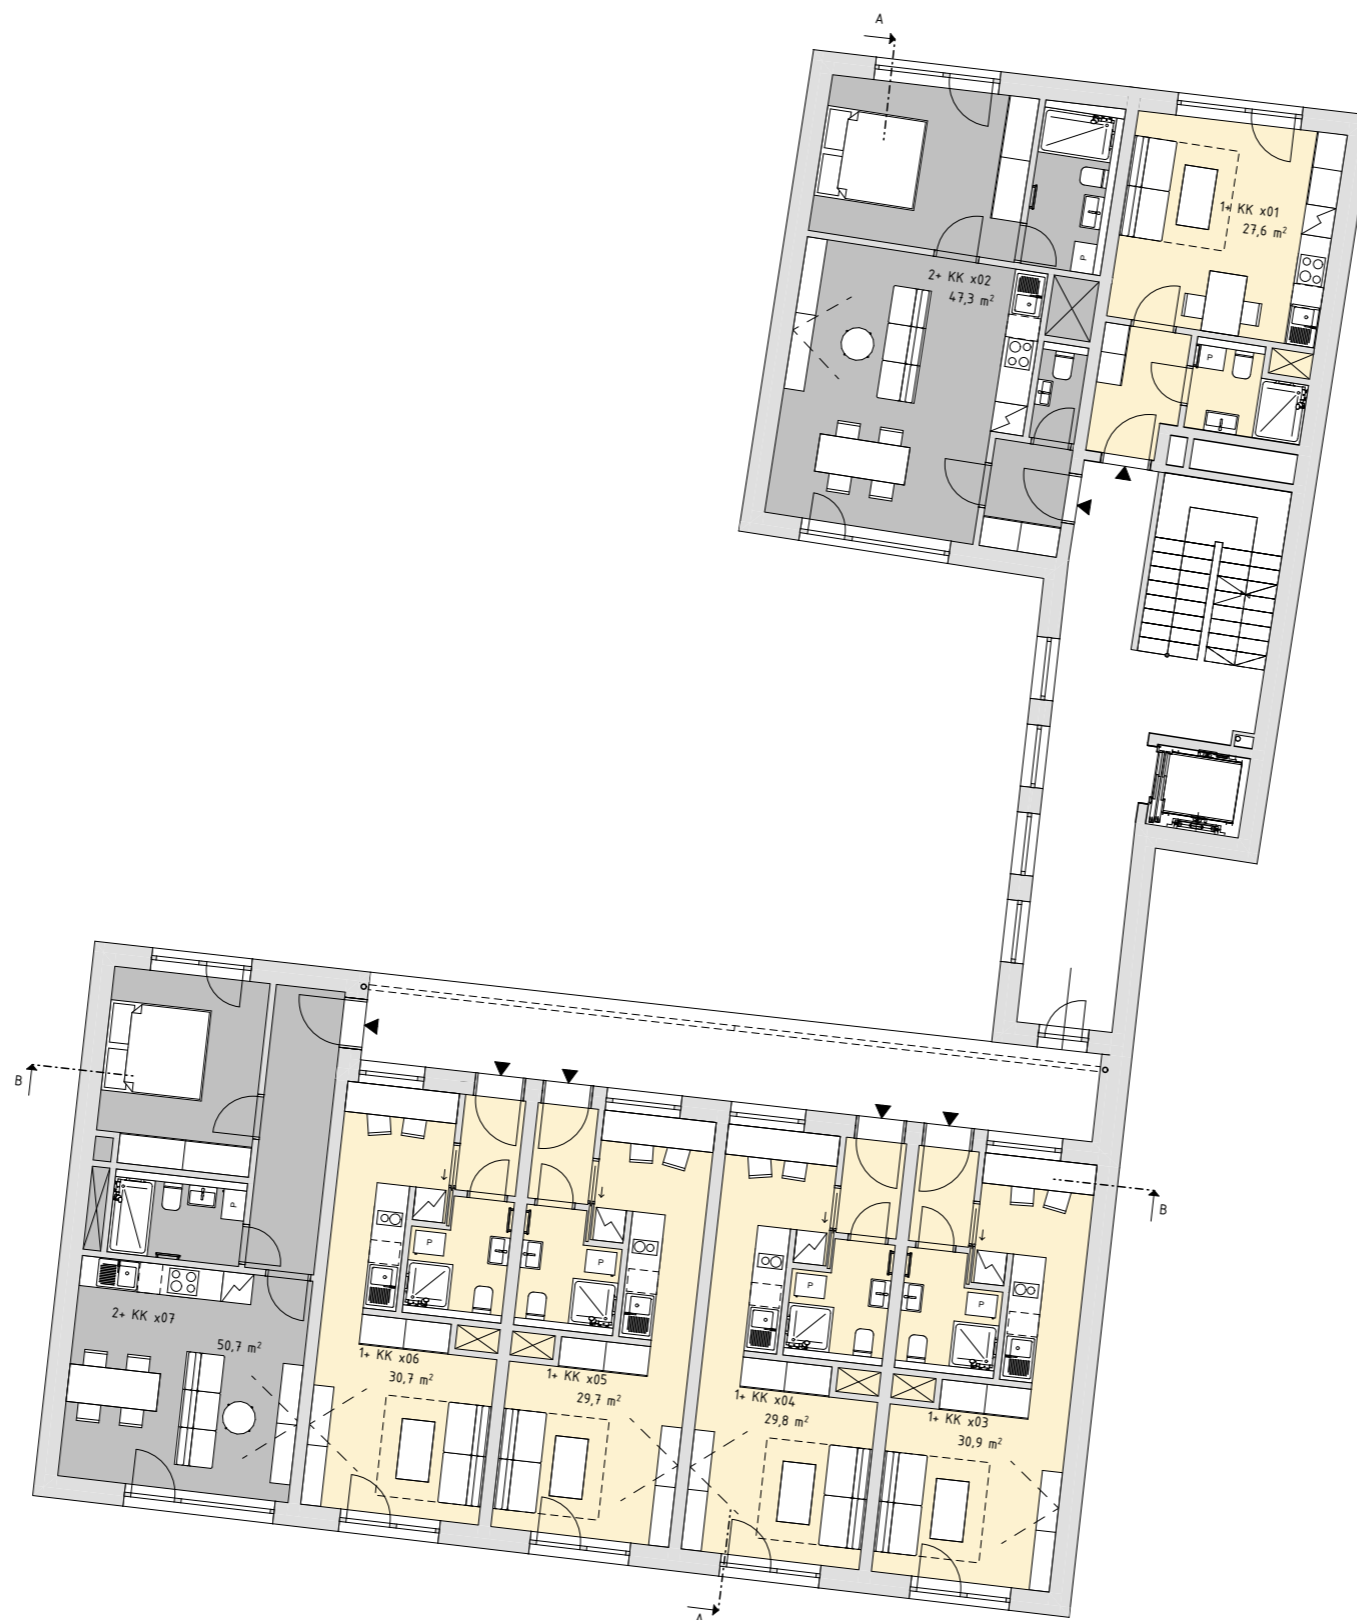 A
1+ KK x01
27,6 m²
P
2+ KK x02
47,3 m²
P
B
B
P
P
P
P
P
2+ KK x07
50,7 m²
1+ KK x06
30,7 m²
1+ KK x05
29,7 m²
1+ KK x04
29,8 m²
1+ KK x03
30,9 m²
A